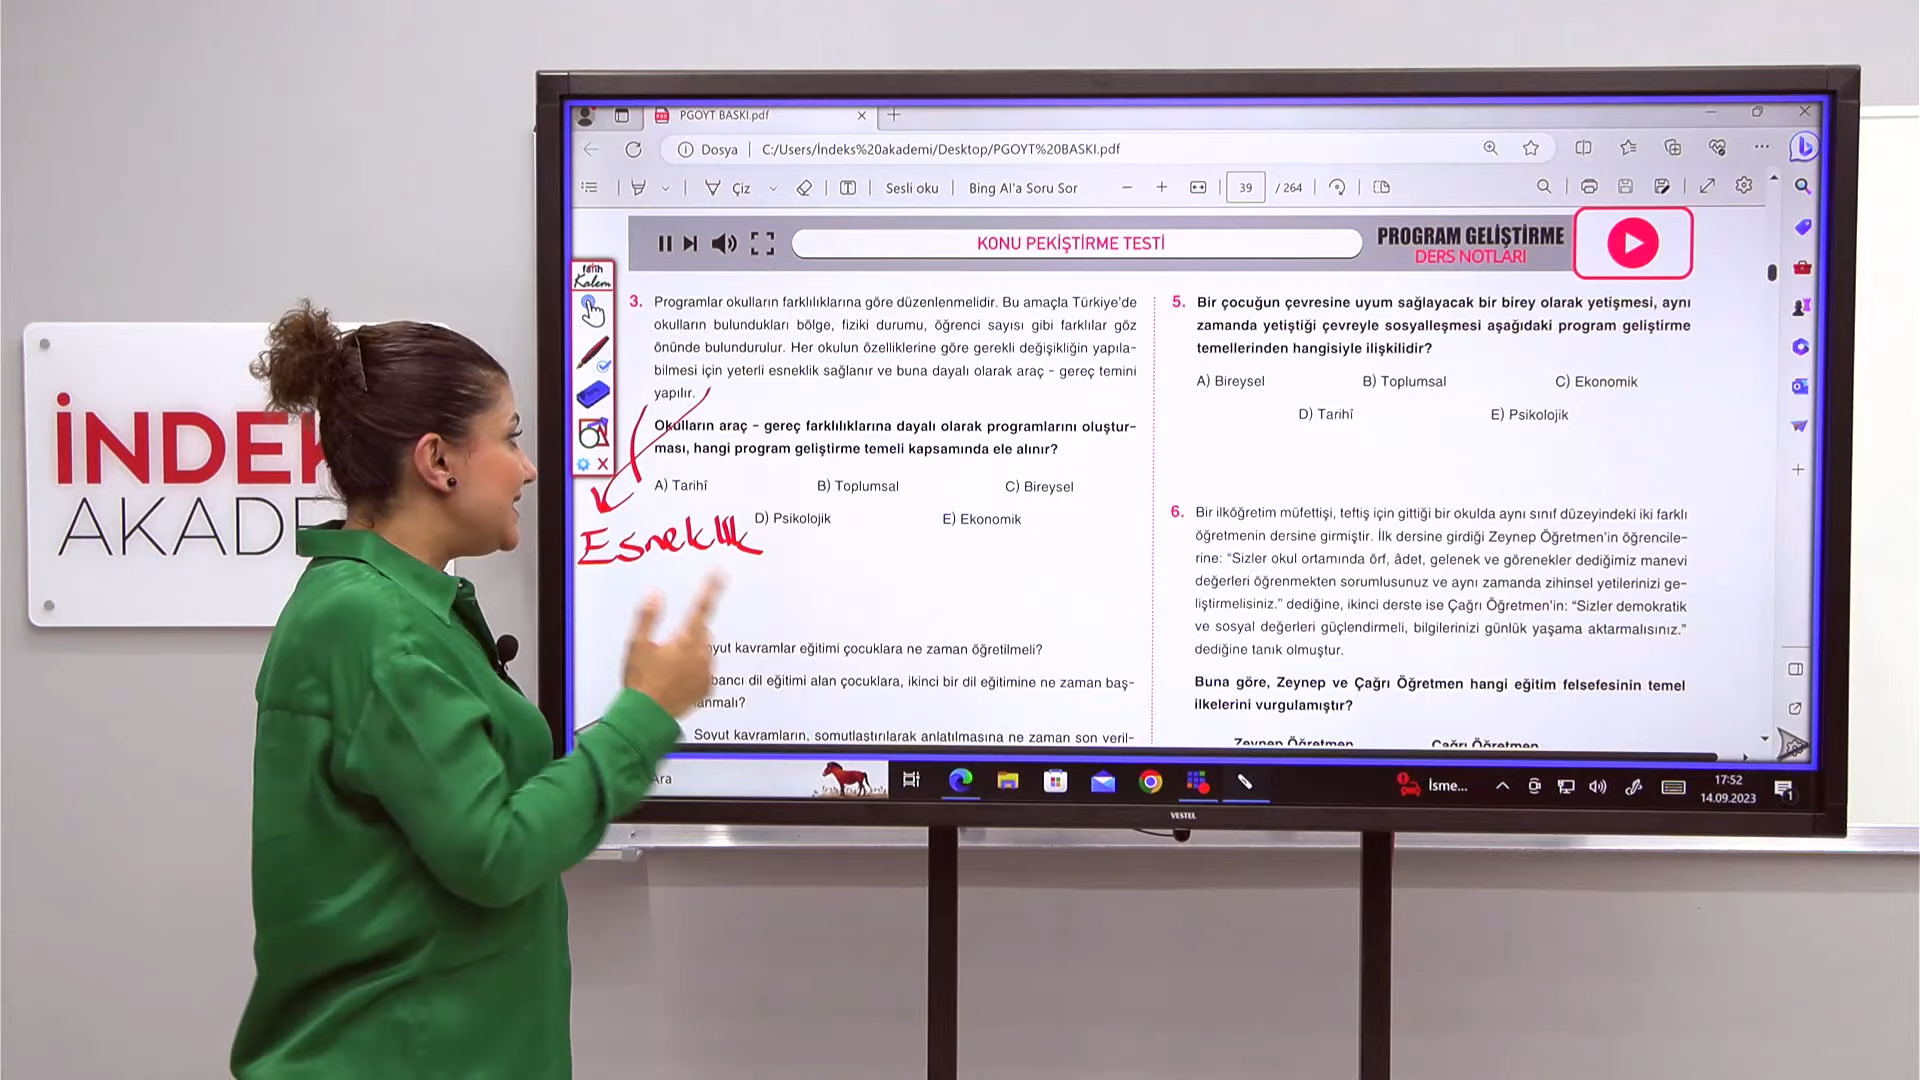 İNDEK
AKADE
PGOYT BASKI.pdf
Dosya
C:/Users/İndeks%20akademi/Desktop/PGOYT%20BASKI.pdf
Çiz
Sesli oku
Bing AI'a Soru Sor
39
/ 264
KONU PEKİŞTİRME TESTİ
PROGRAM GELİŞTİRME
DERS NOTLARI
fatih
Kalem
3. Programlar okulların farklılıklarına göre düzenlenmelidir. Bu amaçla Türkiye'de
okulların bulundukları bölge, fiziki durumu, öğrenci sayısı gibi farklılar göz
önünde bulundurulur. Her okulun özelliklerine göre gerekli değişikliğin yapıla-
bilmesi için yeterli esneklik sağlanır ve buna dayalı olarak araç - gereç temini
yapılır.
Okulların araç - gereç farklılıklarına dayalı olarak programlarını oluştur-
ması, hangi program geliştirme temeli kapsamında ele alınır?
A) Tarihî
B) Toplumsal
C) Bireysel
D) Psikolojik
E) Ekonomik
Esneklik
oyut kavramlar eğitimi çocuklara ne zaman öğretilmeli?
bancı dil eğitimi alan çocuklara, ikinci bir dil eğitimine ne zaman baş-
anmalı?
Soyut kavramların, somutlaştırılarak anlatılmasına ne zaman son veril-
5. Bir çocuğun çevresine uyum sağlayacak bir birey olarak yetişmesi, aynı
zamanda yetiştiği çevreyle sosyalleşmesi aşağıdaki program geliştirme
temellerinden hangisiyle ilişkilidir?
A) Bireysel
B) Toplumsal
C) Ekonomik
D) Tarihî
E) Psikolojik
6. Bir ilköğretim müfettişi, teftiş için gittiği bir okulda aynı sınıf düzeyindeki iki farklı
öğretmenin dersine girmiştir. İlk dersine girdiği Zeynep Öğretmen'in öğrencile-
rine: “Sizler okul ortamında örf, âdet, gelenek ve görenekler dediğimiz manevi
değerleri öğrenmekten sorumlusunuz ve aynı zamanda zihinsel yetilerinizi ge-
liştirmelisiniz.” dediğine, ikinci derste ise Çağrı Öğretmen'in: “Sizler demokratik
ve sosyal değerleri güçlendirmeli, bilgilerinizi günlük yaşama aktarmalısınız.”
dediğine tanık olmuştur.
Buna göre, Zeynep ve Çağrı Öğretmen hangi eğitim felsefesinin temel
ilkelerini vurgulamıştır?
Zeynep Öğretmen
Çağrı Öğretmen
Ara
İsme...
17:52
14.09.2023
1
VESTEL